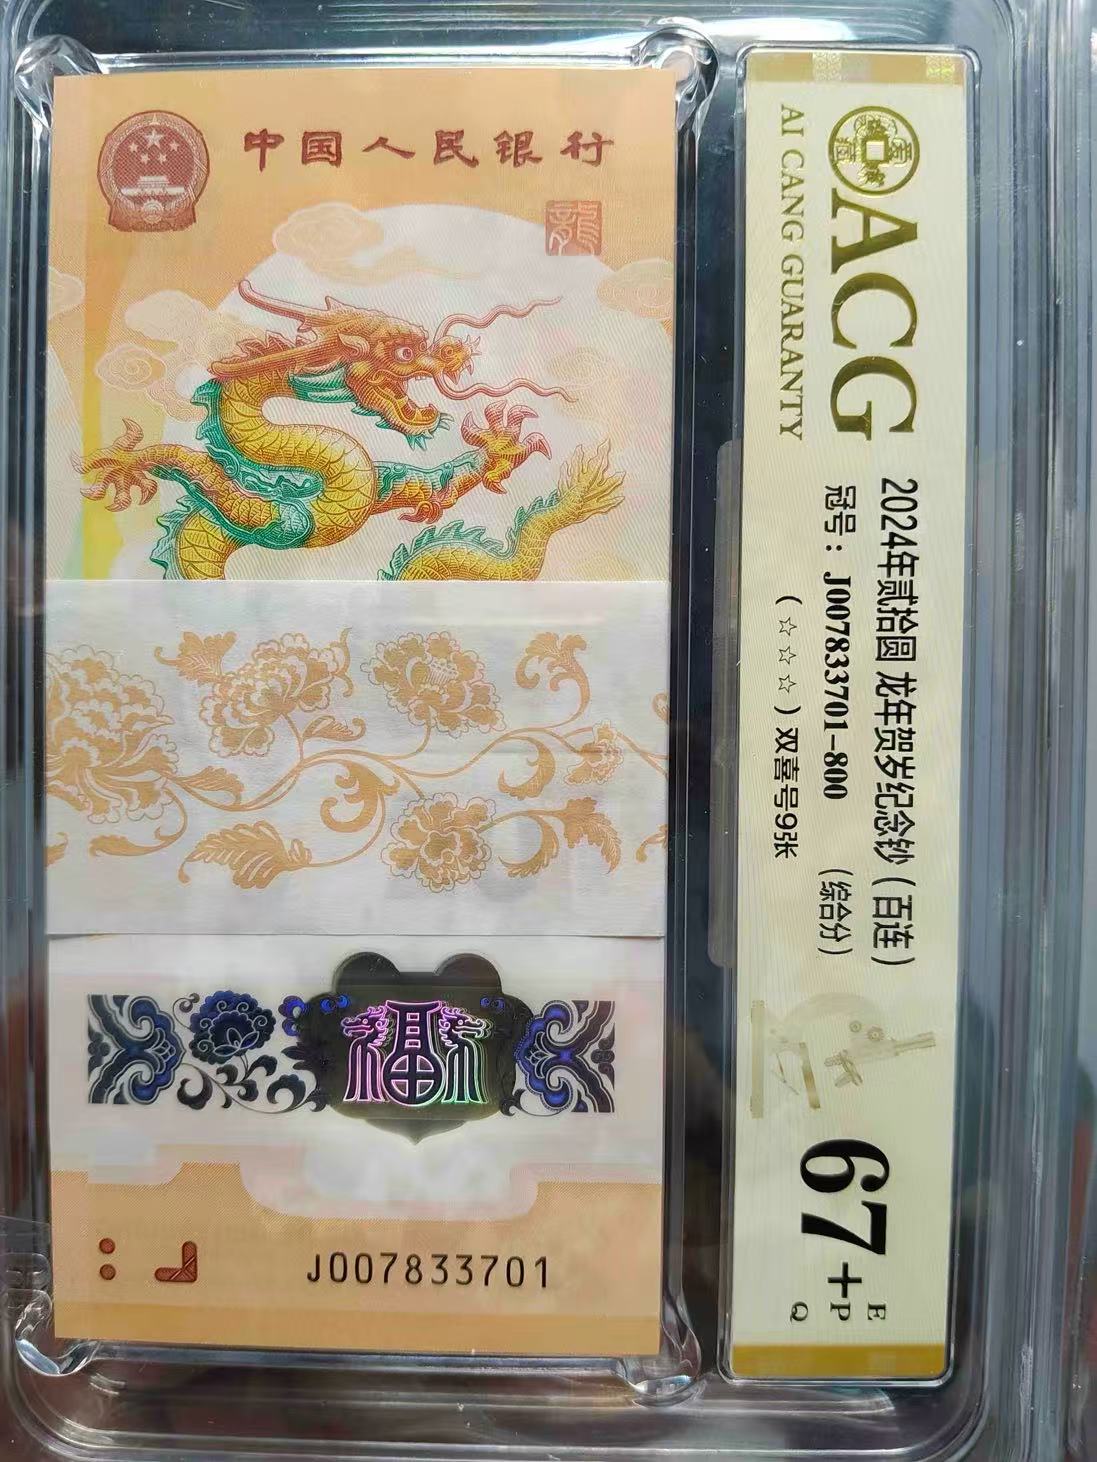 中国人民银行
龍
福
J007833701
爱藏
ACG
AI CANG GUARANTY
2024年贰拾圆 龙年贺岁纪念钞（百连）
冠号：J007833701-800 （综合分）
（☆☆☆）双喜号9张
67+
E
P
Q